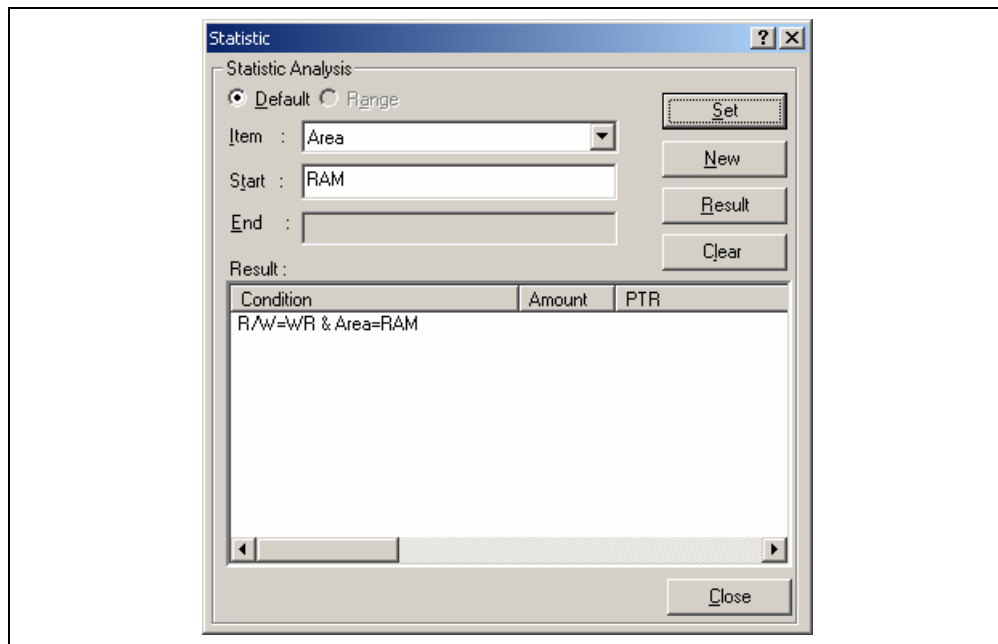 Statistic
Statistic Analysis
Default Range
Item : Area
Start : RAM
End :
Set
New
Result
Clear
Result :
Condition Amount PTR
R/W=WR & Area=RAM
Close